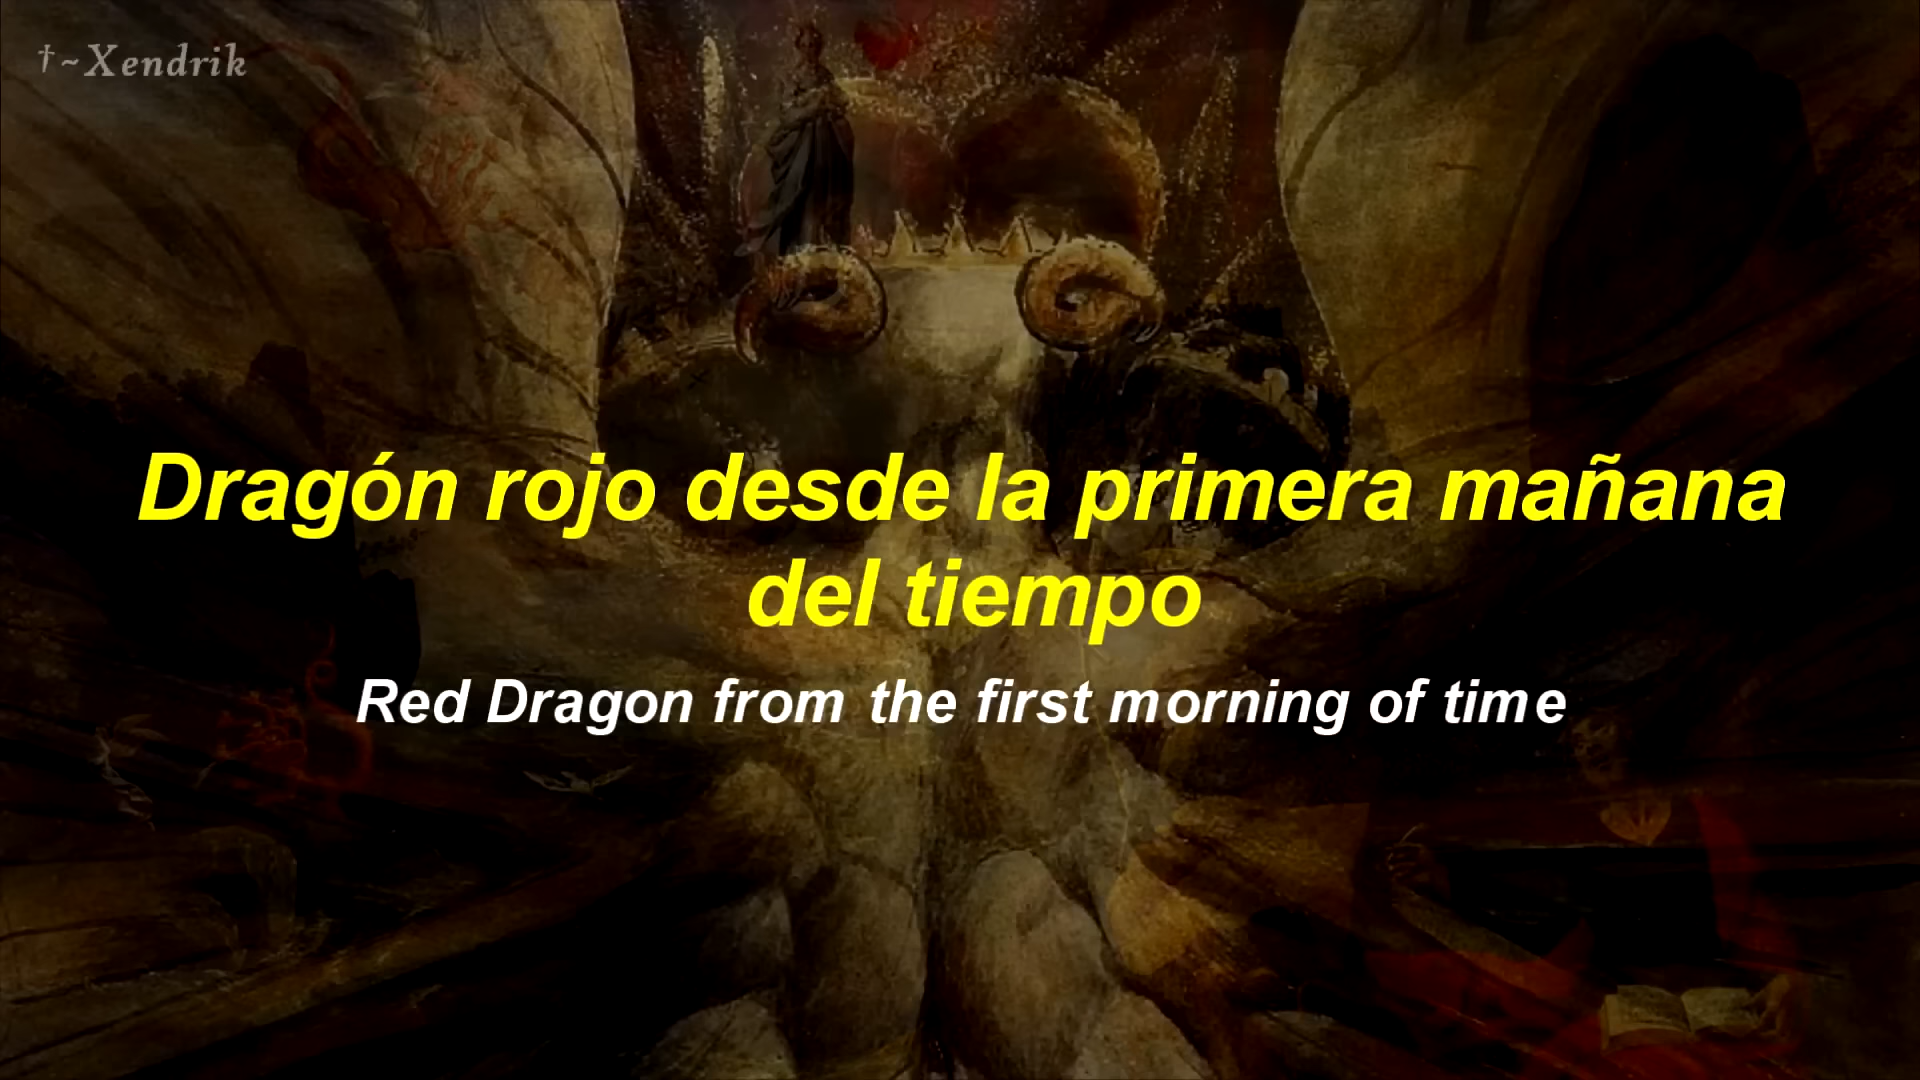 †~Xendrik
Dragón rojo desde la primera mañana
del tiempo
Red Dragon from the first morning of time